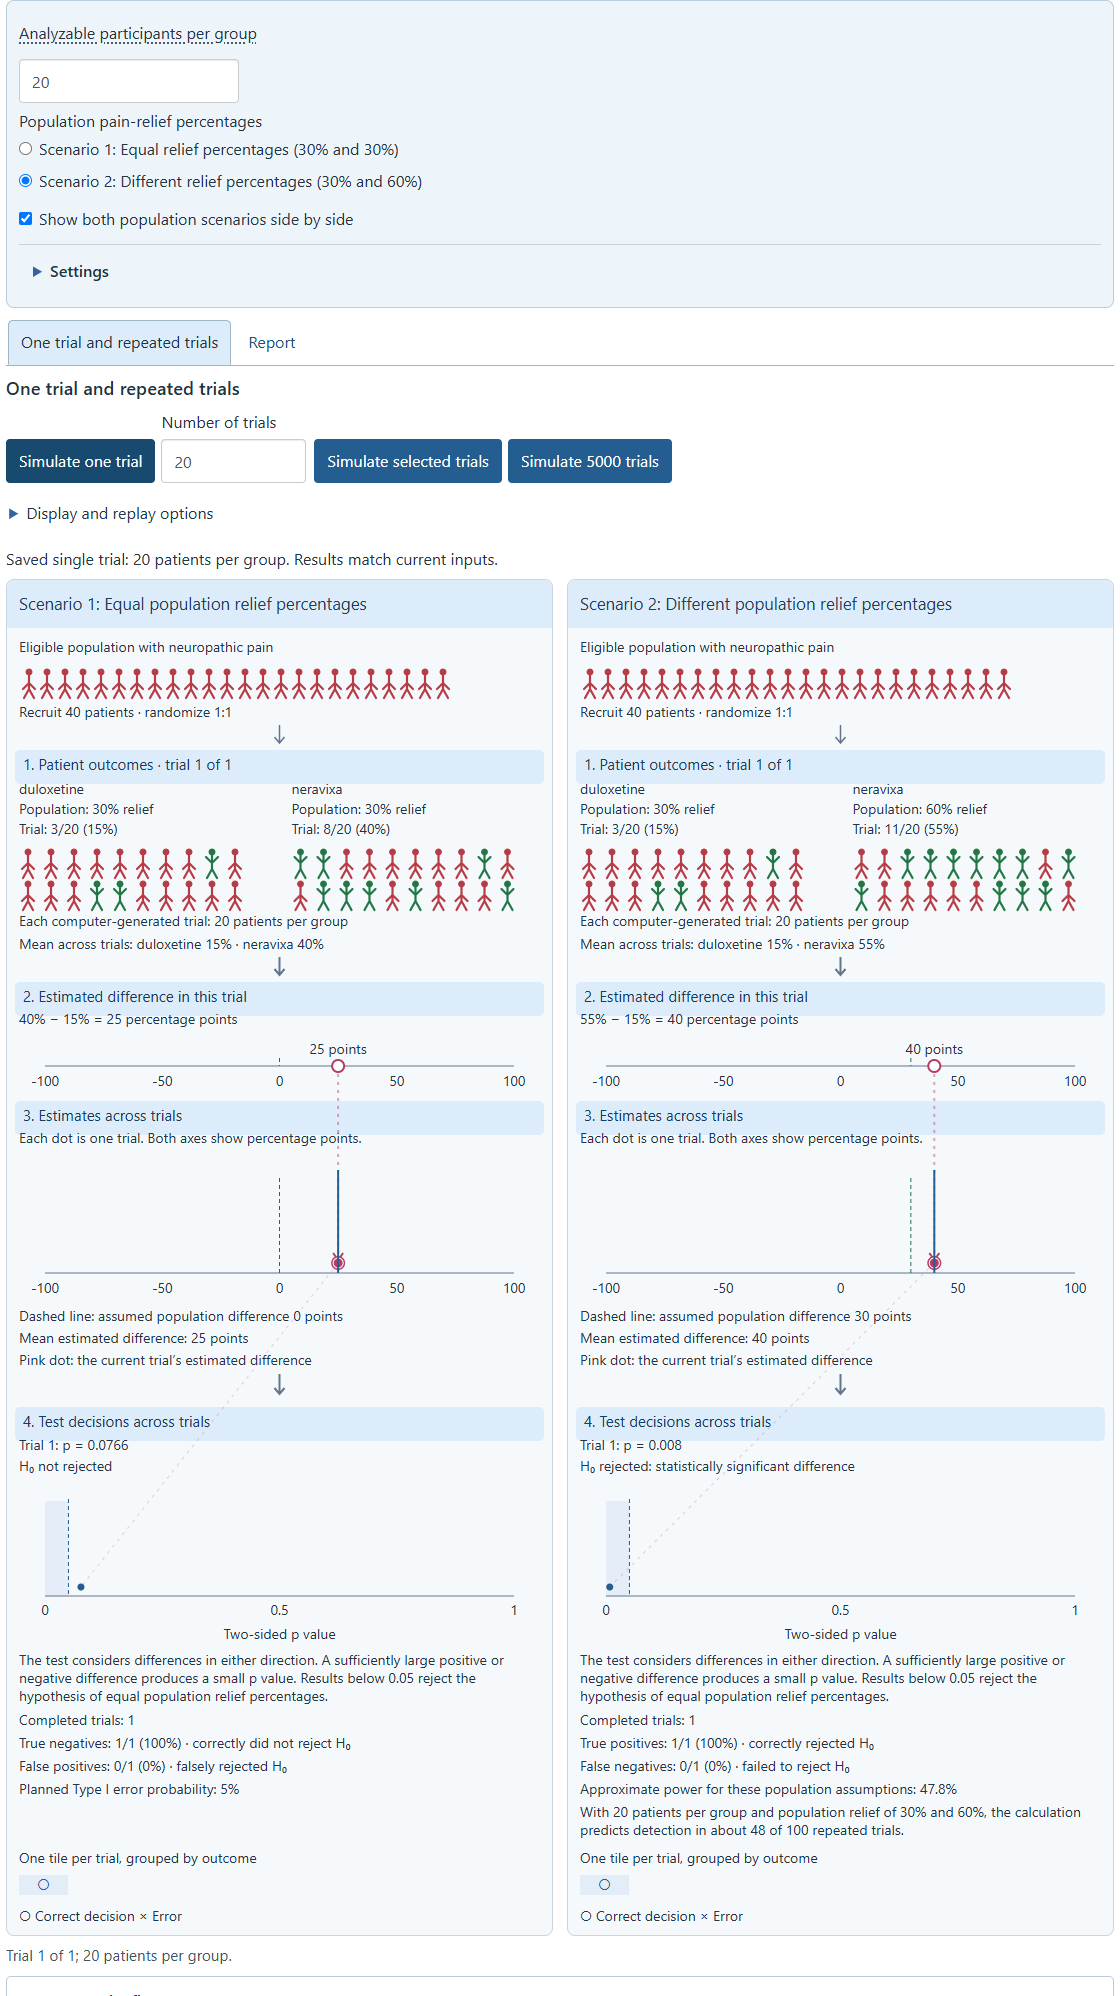 Analyzable participants per group
20
Population pain-relief percentages
Scenario 1: Equal relief percentages (30% and 30%)
Scenario 2: Different relief percentages (30% and 60%)
Show both population scenarios side by side
Settings
One trial and repeated trials
Report
One trial and repeated trials
Number of trials
Simulate one trial
20
Simulate selected trials
Simulate 5000 trials
Display and replay options
Saved single trial: 20 patients per group. Results match current inputs.
Scenario 1: Equal population relief percentages
Eligible population with neuropathic pain
Recruit 40 patients · randomize 1:1
1. Patient outcomes · trial 1 of 1
duloxetine
Population: 30% relief
Trial: 3/20 (15%)
neravixa
Population: 30% relief
Trial: 8/20 (40%)
Each computer-generated trial: 20 patients per group
Mean across trials: duloxetine 15% · neravixa 40%
2. Estimated difference in this trial
40% − 15% = 25 percentage points
25 points
-100 -50 0 50 100
3. Estimates across trials
Each dot is one trial. Both axes show percentage points.
-100 -50 0 50 100
Dashed line: assumed population difference 0 points
Mean estimated difference: 25 points
Pink dot: the current trial’s estimated difference
4. Test decisions across trials
Trial 1: p = 0.0766
H₀ not rejected
0 0.5 1
Two-sided p value
The test considers differences in either direction. A sufficiently large positive or
negative difference produces a small p value. Results below 0.05 reject the
hypothesis of equal population relief percentages.
Completed trials: 1
True negatives: 1/1 (100%) · correctly did not reject H₀
False positives: 0/1 (0%) · falsely rejected H₀
Planned Type I error probability: 5%
One tile per trial, grouped by outcome
○
○ Correct decision × Error
Scenario 2: Different population relief percentages
Eligible population with neuropathic pain
Recruit 40 patients · randomize 1:1
1. Patient outcomes · trial 1 of 1
duloxetine
Population: 30% relief
Trial: 3/20 (15%)
neravixa
Population: 60% relief
Trial: 11/20 (55%)
Each computer-generated trial: 20 patients per group
Mean across trials: duloxetine 15% · neravixa 55%
2. Estimated difference in this trial
55% − 15% = 40 percentage points
40 points
-100 -50 0 50 100
3. Estimates across trials
Each dot is one trial. Both axes show percentage points.
-100 -50 0 50 100
Dashed line: assumed population difference 30 points
Mean estimated difference: 40 points
Pink dot: the current trial’s estimated difference
4. Test decisions across trials
Trial 1: p = 0.008
H₀ rejected: statistically significant difference
0 0.5 1
Two-sided p value
The test considers differences in either direction. A sufficiently large positive or
negative difference produces a small p value. Results below 0.05 reject the
hypothesis of equal population relief percentages.
Completed trials: 1
True positives: 1/1 (100%) · correctly rejected H₀
False negatives: 0/1 (0%) · failed to reject H₀
Approximate power for these population assumptions: 47.8%
With 20 patients per group and population relief of 30% and 60%, the calculation
predicts detection in about 48 of 100 repeated trials.
One tile per trial, grouped by outcome
○
○ Correct decision × Error
Trial 1 of 1; 20 patients per group.